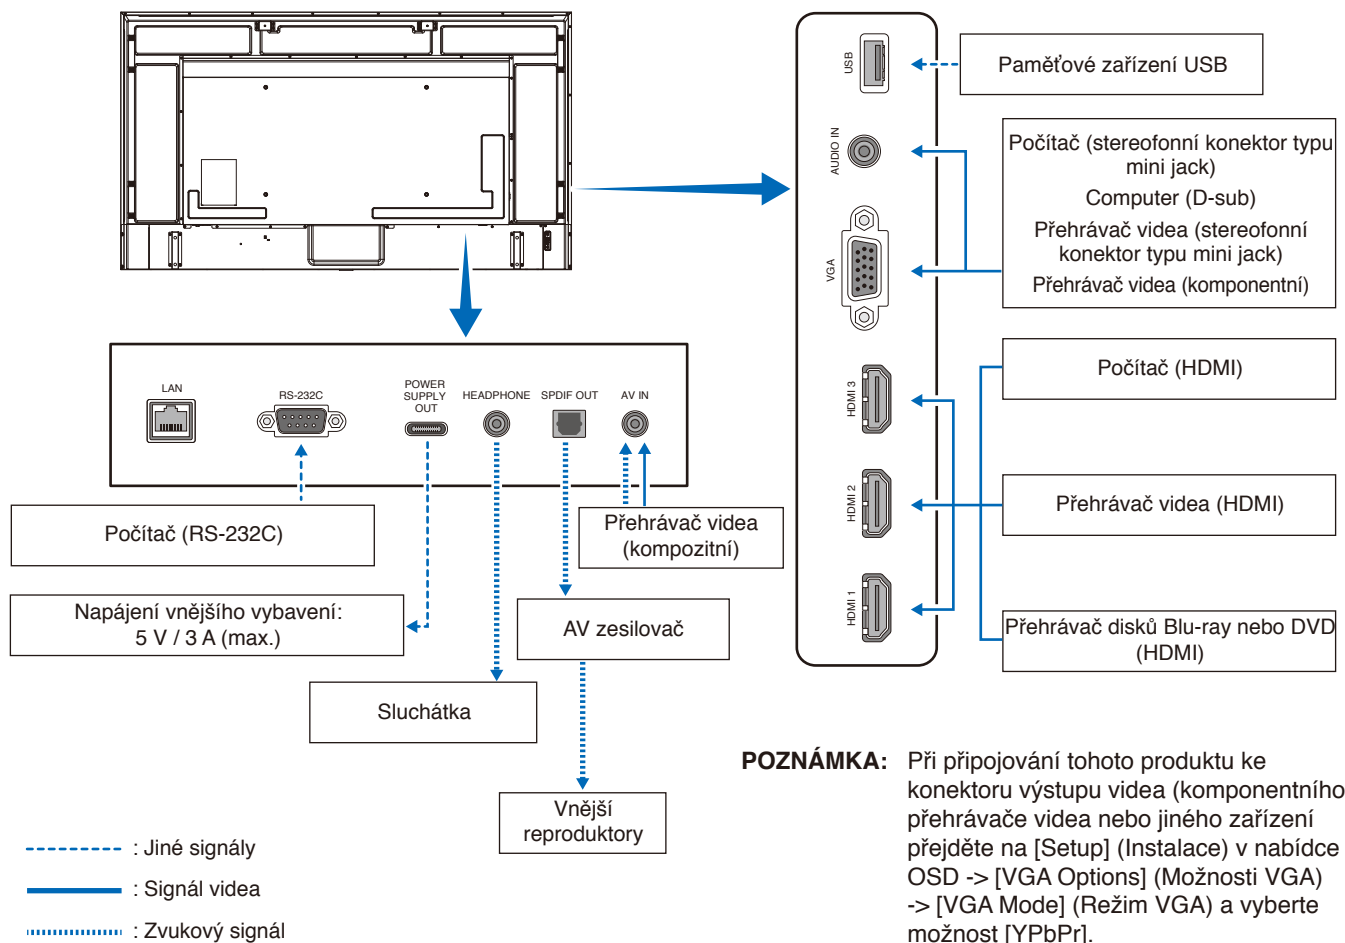 USB
Paměťové zařízení USB
AUDIO IN
Počítač (stereofonní konektor typu
mini jack)
Computer (D-sub)
Přehrávač videa (stereofonní
konektor typu mini jack)
Přehrávač videa (komponentní)
VGA
HDMI 3
Počítač (HDMI)
HDMI 2
Přehrávač videa (HDMI)
HDMI 1
Přehrávač disků Blu-ray nebo DVD
(HDMI)
LAN
RS-232C
POWER
SUPPLY
OUT
HEADPHONE
SPDIF OUT
AV IN
Počítač (RS-232C)
Přehrávač videa
(kompozitní)
Napájení vnějšího vybavení:
5 V / 3 A (max.)
AV zesilovač
Sluchátka
Vnější
reproduktory
: Jiné signály
: Signál videa
: Zvukový signál
POZNÁMKA: Při připojování tohoto produktu ke
konektoru výstupu videa (komponentního
přehrávače videa nebo jiného zařízení
přejděte na [Setup] (Instalace) v nabídce
OSD -> [VGA Options] (Možnosti VGA)
-> [VGA Mode] (Režim VGA) a vyberte
možnost [YPbPr].